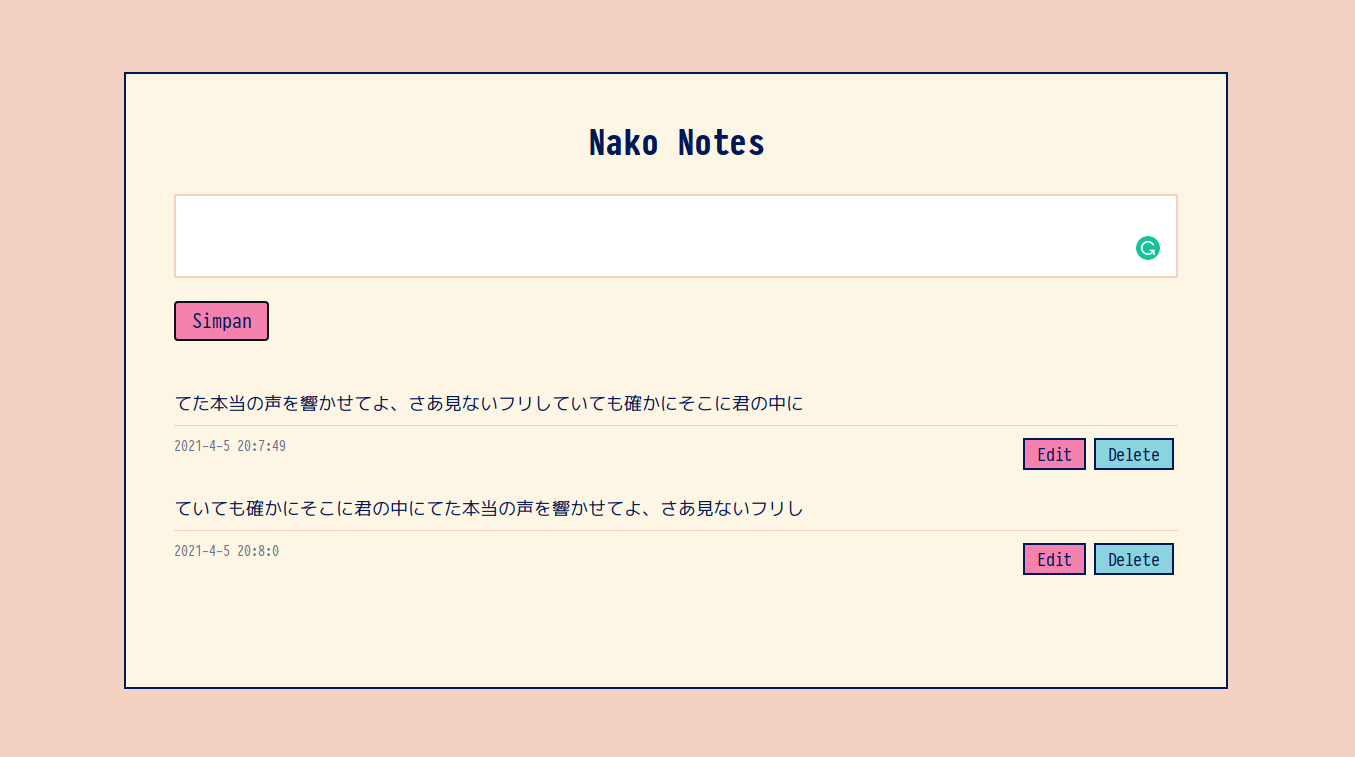 Nako Notes
Simpan
てた本当の声を響かせてよ、さあ見ないフリしていても確かにそこに君の中に
2021-4-5 20:7:49
Edit Delete
ていても確かにそこに君の中にてた本当の声を響かせてよ、さあ見ないフリし
2021-4-5 20:8:0
Edit Delete